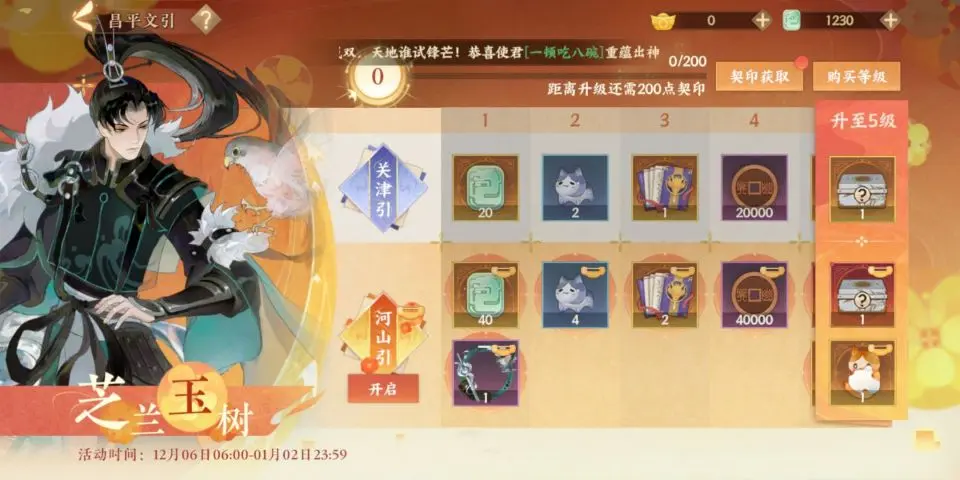 昌平文引
?
0
1230
双,天地谁试锋芒!恭喜使君[一顿吃八碗]重蕴出神
0
0/200
距离升级还需200点契印
契印获取
购买等级
1
2
3
4
升至5级
关津引
20
2
1
20000
?
1
河山引
开启
40
4
2
40000
?
1
1
1
芝兰玉树
活动时间:12月06日06:00-01月02日23:59